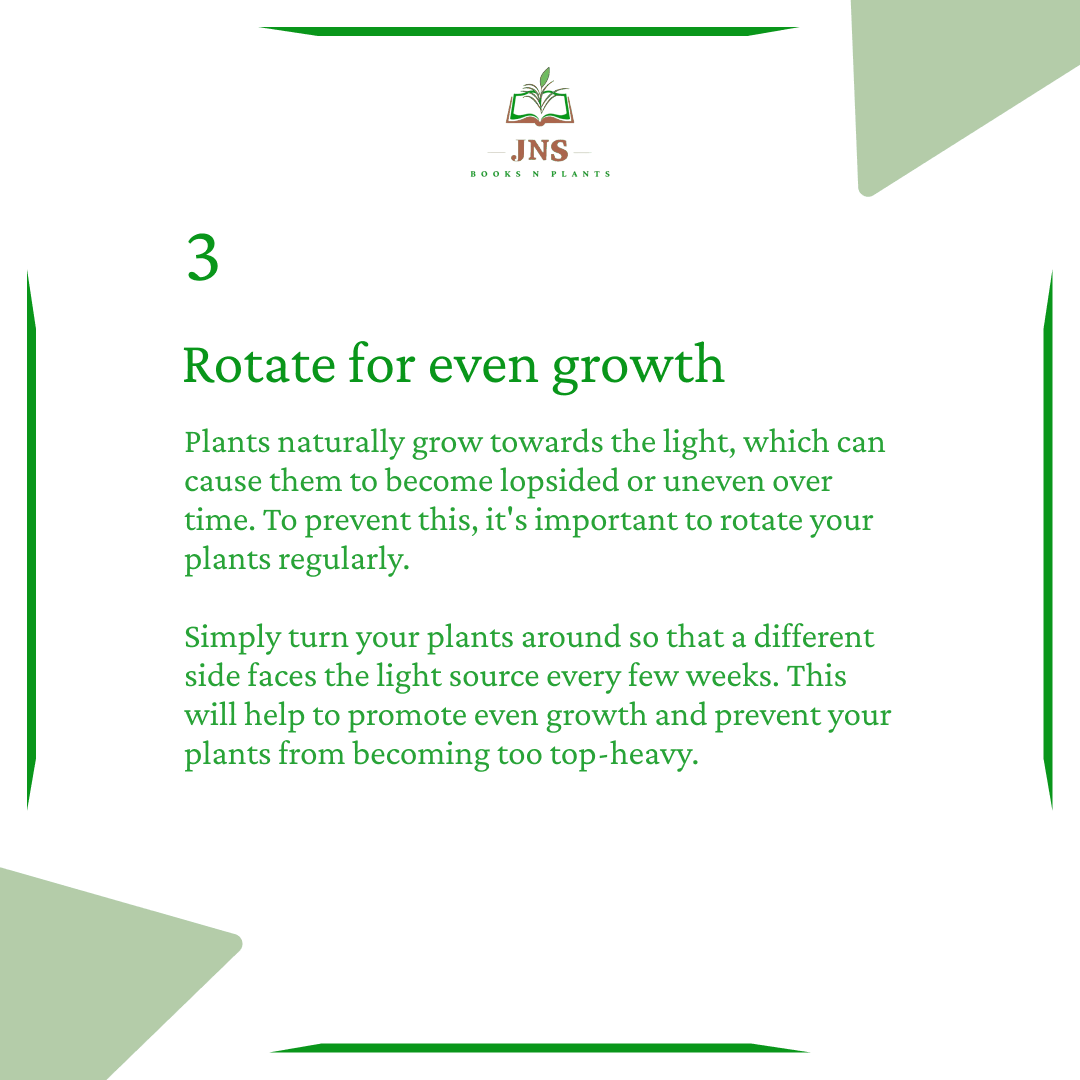 JNS
BOOKS N PLANTS
3
Rotate for even growth
Plants naturally grow towards the light, which can
cause them to become lopsided or uneven over
time. To prevent this, it's important to rotate your
plants regularly.
Simply turn your plants around so that a different
side faces the light source every few weeks. This
will help to promote even growth and prevent your
plants from becoming too top-heavy.